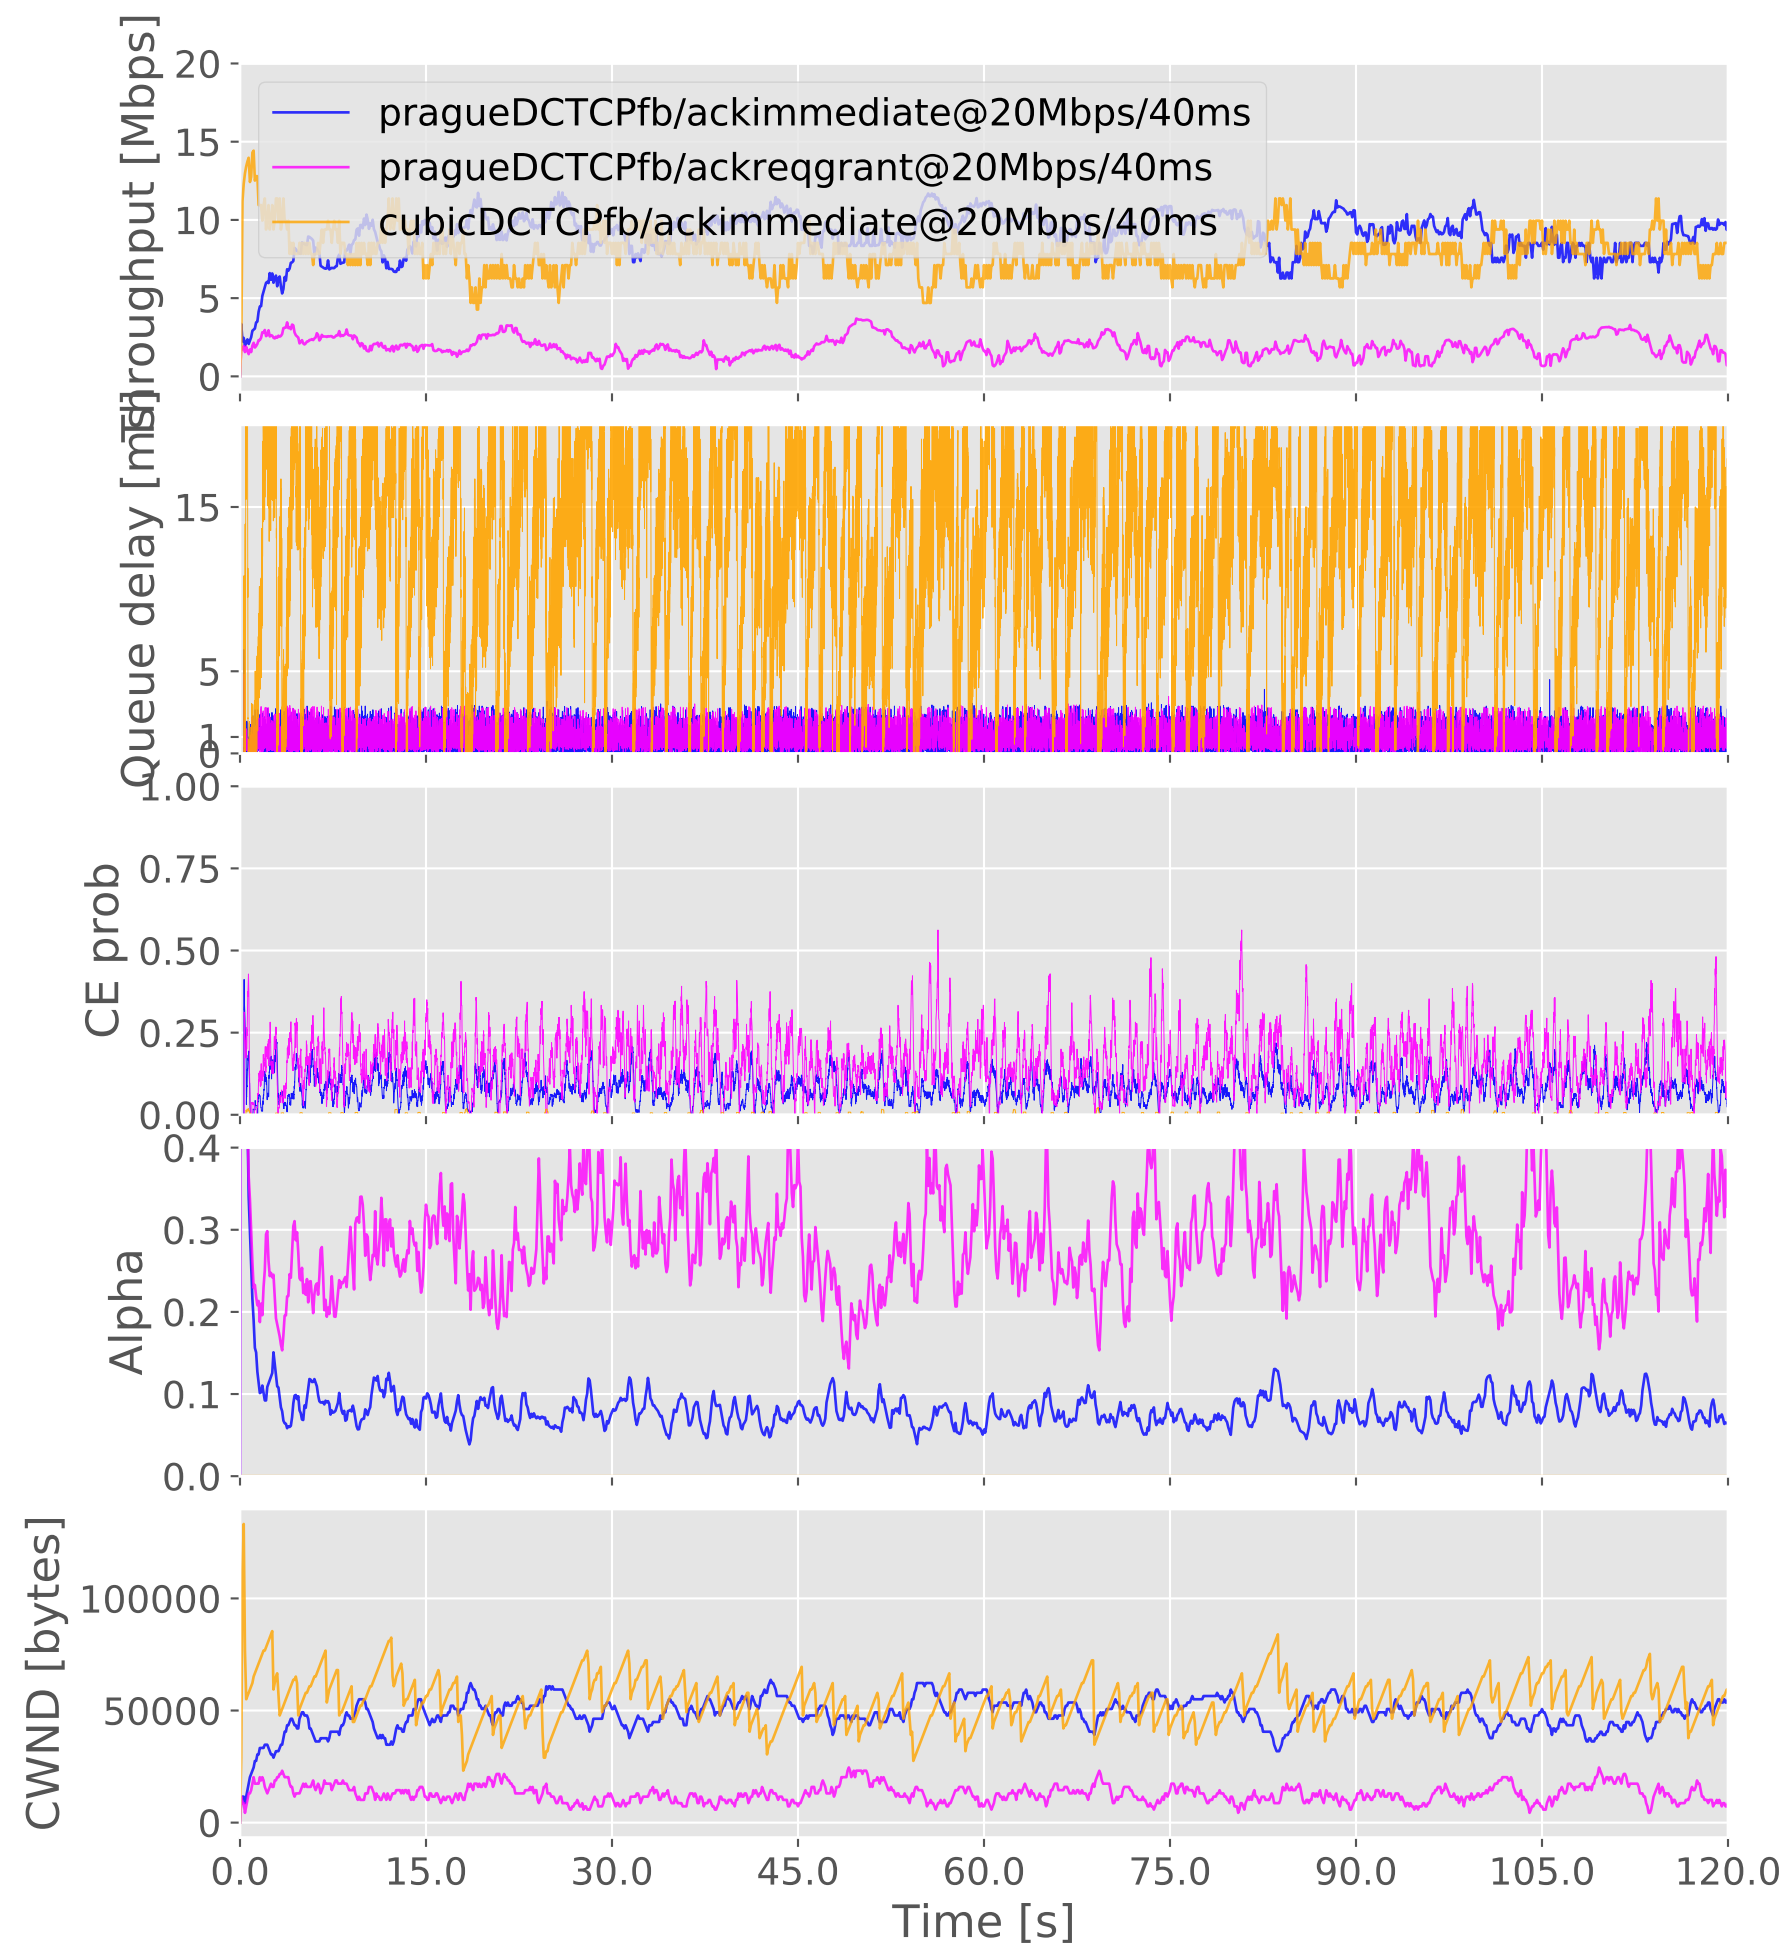 Throughput [Mbps]
20
15
10
5
0
pragueDCTCPfb/ackimmediate@20Mbps/40ms
pragueDCTCPfb/ackreqgrant@20Mbps/40ms
cubicDCTCPfb/ackimmediate@20Mbps/40ms
Queue delay [ms]
15
5
1
0
CE prob
1.00
0.75
0.50
0.25
0.00
Alpha
0.4
0.3
0.2
0.1
0.0
CWND [bytes]
100000
50000
0
0.0 15.0 30.0 45.0 60.0 75.0 90.0 105.0 120.0
Time [s]